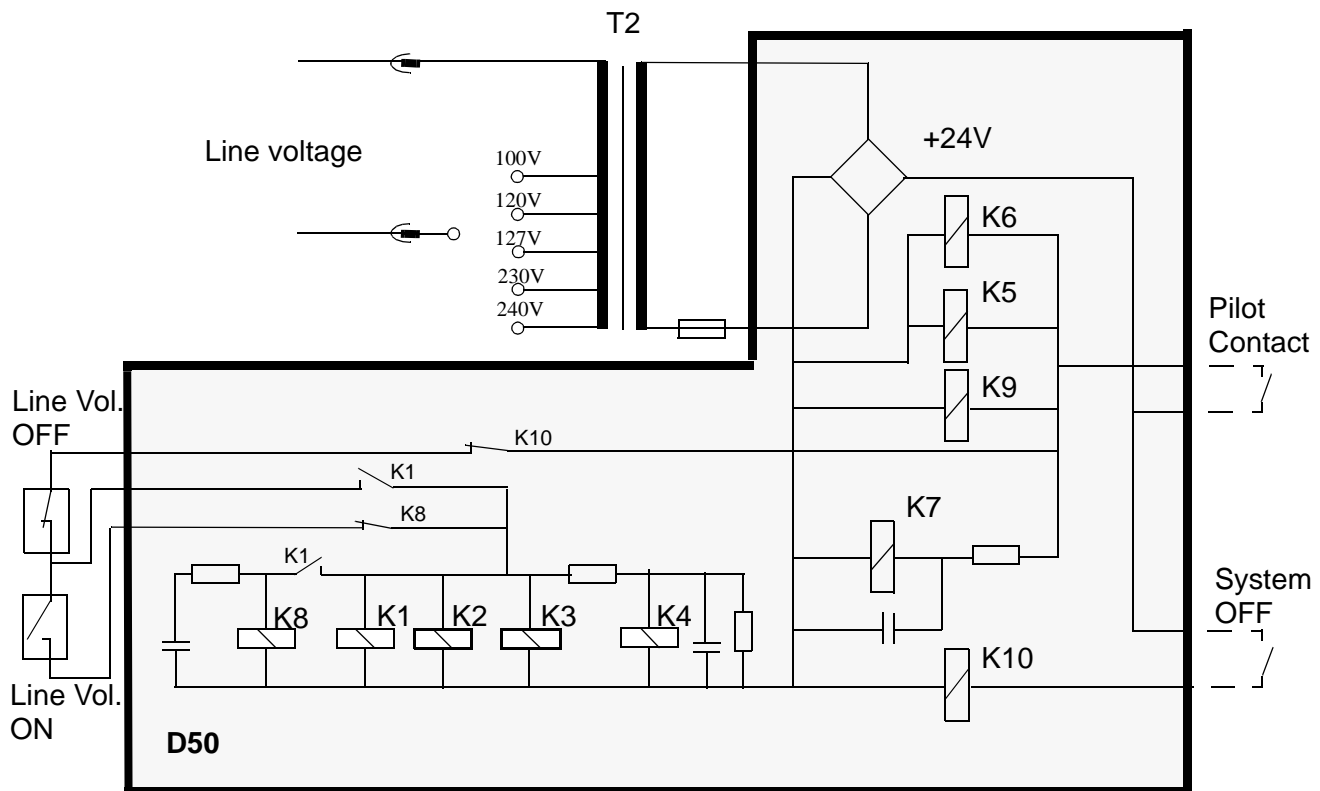 T2
+24V
Line voltage
100V
120V
127V
230V
240V
K6
K5
K9
Pilot
Contact
Line Vol.
OFF
K10
K1
K8
K7
K1
K8
K1
K2
K3
K4
System
OFF
K10
Line Vol.
ON
D50